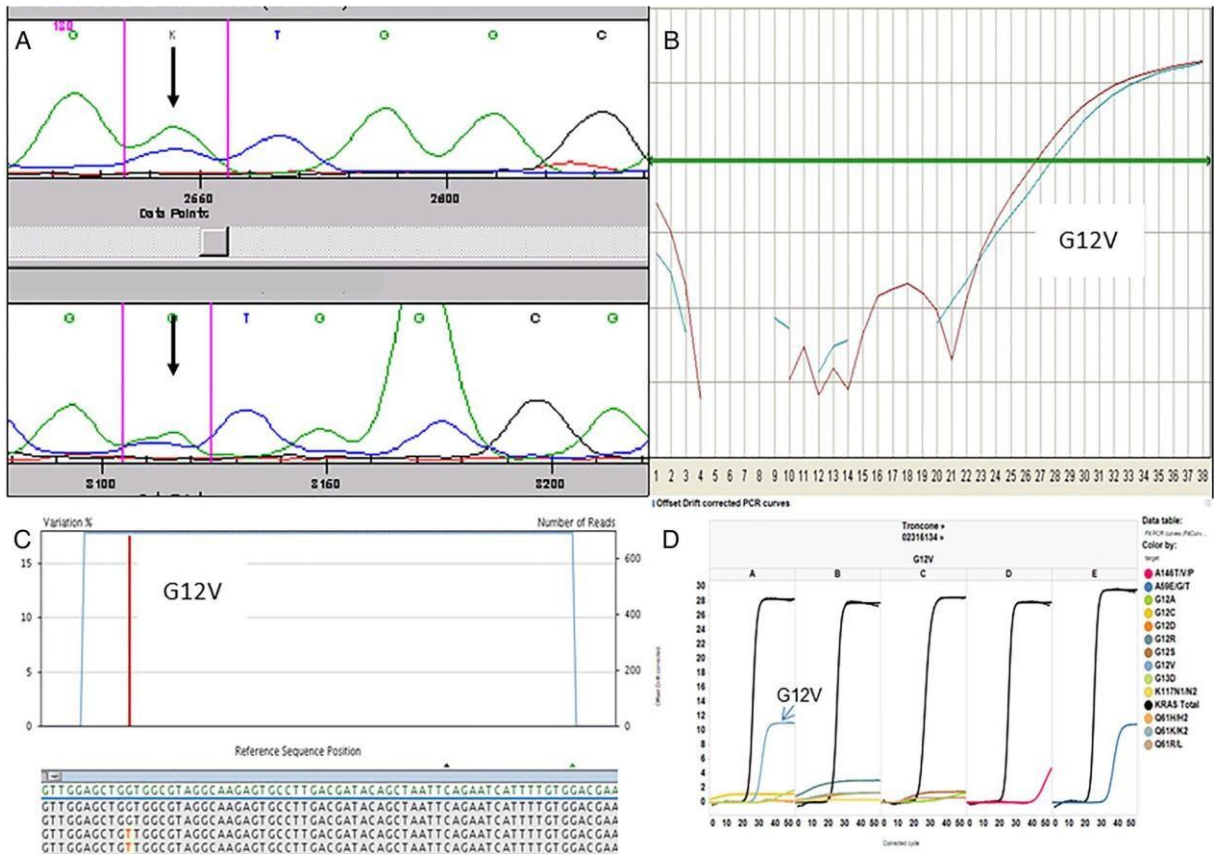 A
G K T G G C
2660 2800
Data Points
G G T G G C G
B
G12V
1 2 3 4 5 6 7 8 9 10 11 12 13 14 15 16 17 18 19 20 21 22 23 24 25 26 27 28 29 30 31 32 33 34 35 36 37 38
Offset Drift corrected PCR curves
C
Variation %
Number of Reads
G12V
15
10
5
0
600
400
200
0
Reference Sequence Position
GTTGGAGCTGGTGGCGTAGGCAAGAGTGCCTTGACGATACAGCTAATTCAGAATCATTTTGTGGACGAA
GTTGGAGCTGGTGGCGTAGGCAAGAGTGCCTTGACGATACAGCTAATTCAGAATCATTTTGTGGACGAA
GTTGGAGCTGGTGGCGTAGGCAAGAGTGCCTTGACGATACAGCTAATTCAGAATCATTTTGTGGACGAA
GTTGGAGCTGTTGGCGTAGGCAAGAGTGCCTTGACGATACAGCTAATTCAGAATCATTTTGTGGACGAA
GTTGGAGCTGTTGGCGTAGGCAAGAGTGCCTTGACGATACAGCTAATTCAGAATCATTTTGTGGACGAA
D
Troncone »
02316134 »
G12V
A B C D E
30
28
26
24
22
20
18
16
14
12
10
8
6
4
2
0
G12V
Offset Drift corrected
0 10 20 30 40 50 0 10 20 30 40 50 0 10 20 30 40 50 0 10 20 30 40 50 0 10 20 30 40 50
Corrected cycle
Data table:
Color by:
target
A146T/V/P
A59E/G/T
G12A
G12C
G12D
G12R
G12S
G12V
G13D
K117N1/N2
KRAS Total
Q61H/H2
Q61K/K2
Q61R/L